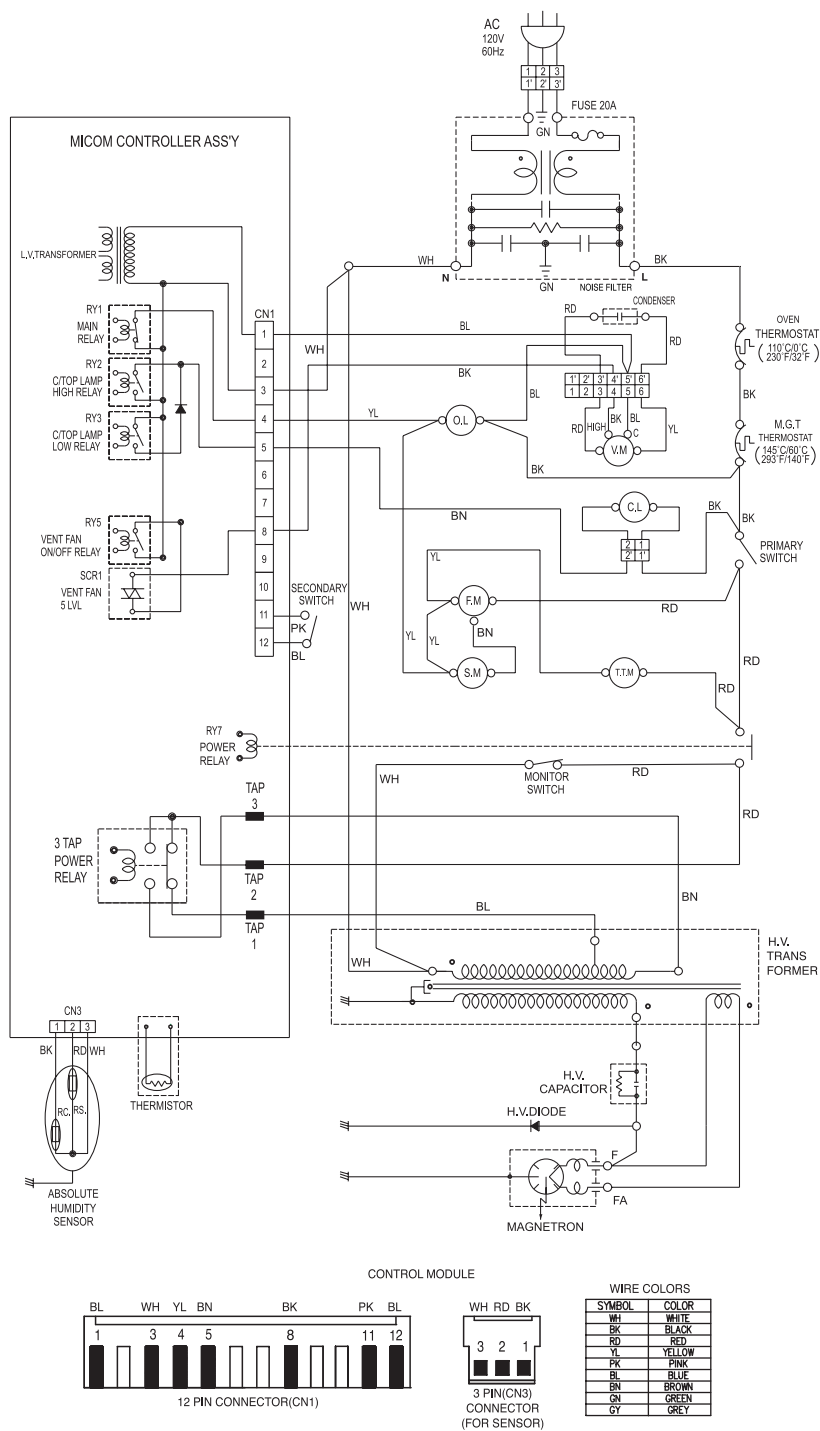 AC
120V
60Hz
1 2 3
1' 2' 3'
FUSE 20A
GN
MICOM CONTROLLER ASS'Y
L,V,TRANSFORMER
WH
N
GN
NOISE FILTER
L
BK
RY1
MAIN
RELAY
RY2
C/TOP LAMP
HIGH RELAY
RY3
C/TOP LAMP
LOW RELAY
RY5
VENT FAN
ON/OFF RELAY
SCR1
VENT FAN
5 LVL
CN1
1
2
3
4
5
6
7
8
9
10
11
12
WH
BL
BK
YL
BN
RD
CONDENSER
RD
BL
1' 2' 3' 4' 5' 6'
1 2 3 4 5 6
RD
HIGH
BK
BL
C
YL
V.M
O.L
BK
OVEN
THERMOSTAT
( 110°C/0°C )
230°F/32°F
BK
M.G.T
THERMOSTAT
( 145°C/60°C )
293°F/140°F
C.L
2 1
2' 1'
BK
BK
PRIMARY
SWITCH
SECONDARY
SWITCH
PK
BL
WH
YL
F.M
BN
YL
YL
S.M
T.T.M
RD
RD
RD
RY7
POWER
RELAY
WH
MONITOR
SWITCH
RD
RD
TAP
3
3 TAP
POWER
RELAY
TAP
2
TAP
1
BL
BN
WH
H.V.
TRANS
FORMER
CN3
1 2 3
BK RD WH
RC. RS.
ABSOLUTE
HUMIDITY
SENSOR
THERMISTOR
H.V.
CAPACITOR
H.V.DIODE
F
FA
MAGNETRON
CONTROL MODULE
BL WH YL BN BK PK BL
1 3 4 5 8 11 12
12 PIN CONNECTOR(CN1)
WH RD BK
3 2 1
3 PIN(CN3)
CONNECTOR
(FOR SENSOR)
WIRE COLORS
SYMBOL COLOR
WH WHITE
BK BLACK
RD RED
YL YELLOW
PK PINK
BL BLUE
BN BROWN
GN GREEN
GY GREY